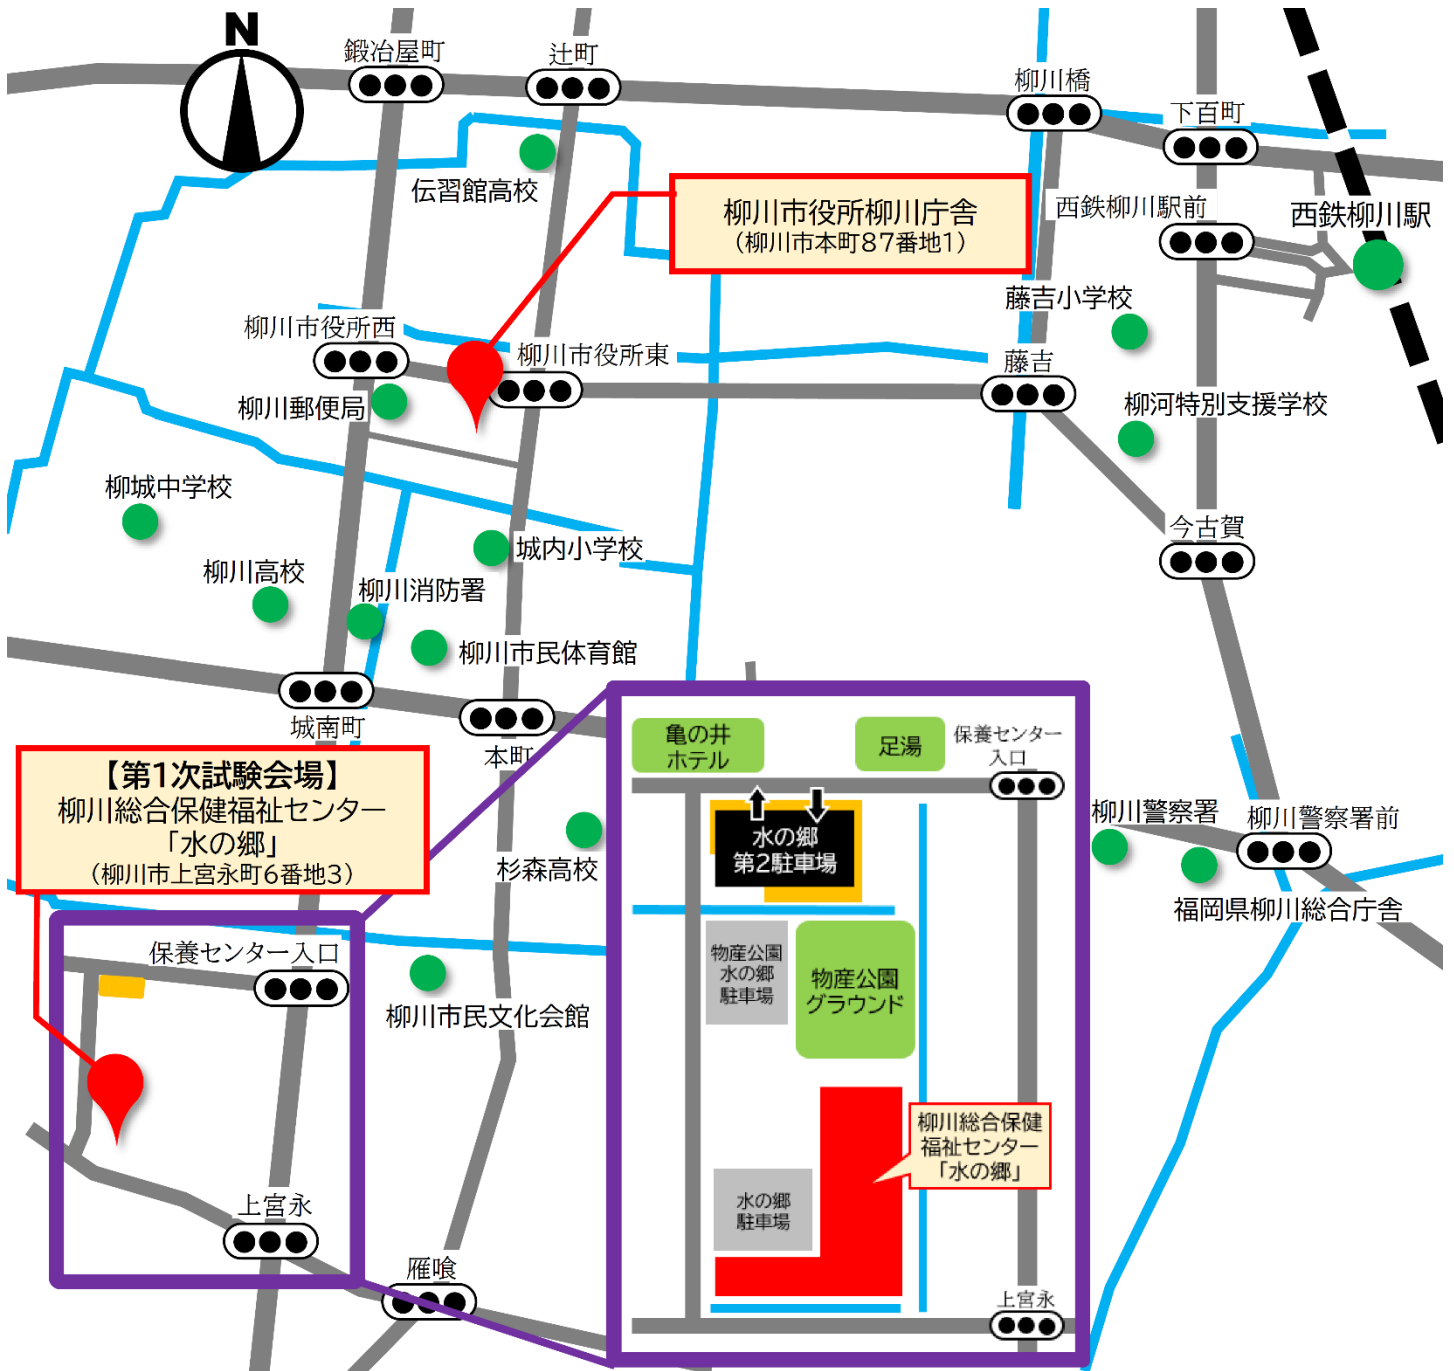 N
鍛冶屋町
辻町
柳川橋
下百町
伝習館高校
柳川市役所柳川庁舎
(柳川市本町87番地1)
西鉄柳川駅前
西鉄柳川駅
藤吉小学校
柳川市役所西
柳川市役所東
藤吉
柳川郵便局
柳河特別支援学校
柳城中学校
今古賀
城内小学校
柳川高校
柳川消防署
柳川市民体育館
城南町
本町
【第1次試験会場】
柳川総合保健福祉センター
「水の郷」
(柳川市上宮永町6番地3)
杉森高校
柳川警察署
柳川警察署前
福岡県柳川総合庁舎
保養センター入口
柳川市民文化会館
上宮永
雁喰
亀の井
ホテル
足湯
保養センター
入口
水の郷
第2駐車場
物産公園
水の郷
駐車場
物産公園
グラウンド
柳川総合保健
福祉センター
「水の郷」
水の郷
駐車場
上宮永